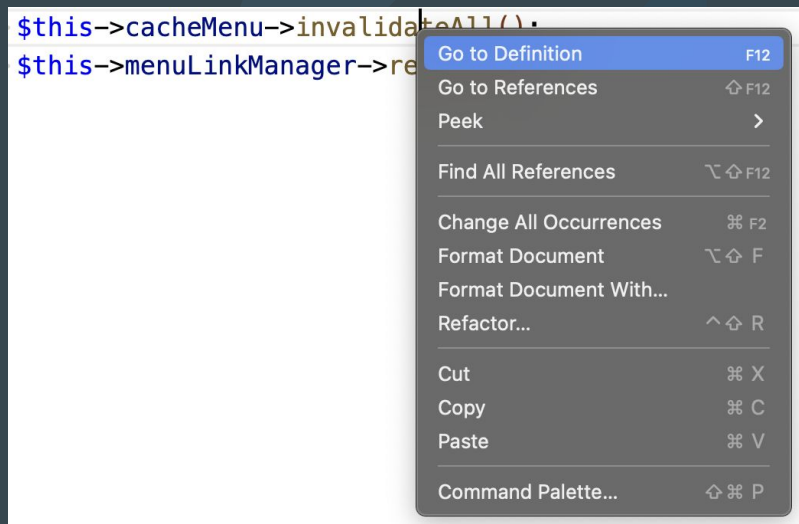 $this->cacheMenu->invalidateAll();
$this->menuLinkManager->re
Go to Definition F12
Go to References ⇧ F12
Peek >
Find All References ⌥⇧ F12
Change All Occurrences ⌘ F2
Format Document ⌥⇧ F
Format Document With...
Refactor... ^⇧ R
Cut ⌘ X
Copy ⌘ C
Paste ⌘ V
Command Palette... ⇧⌘ P